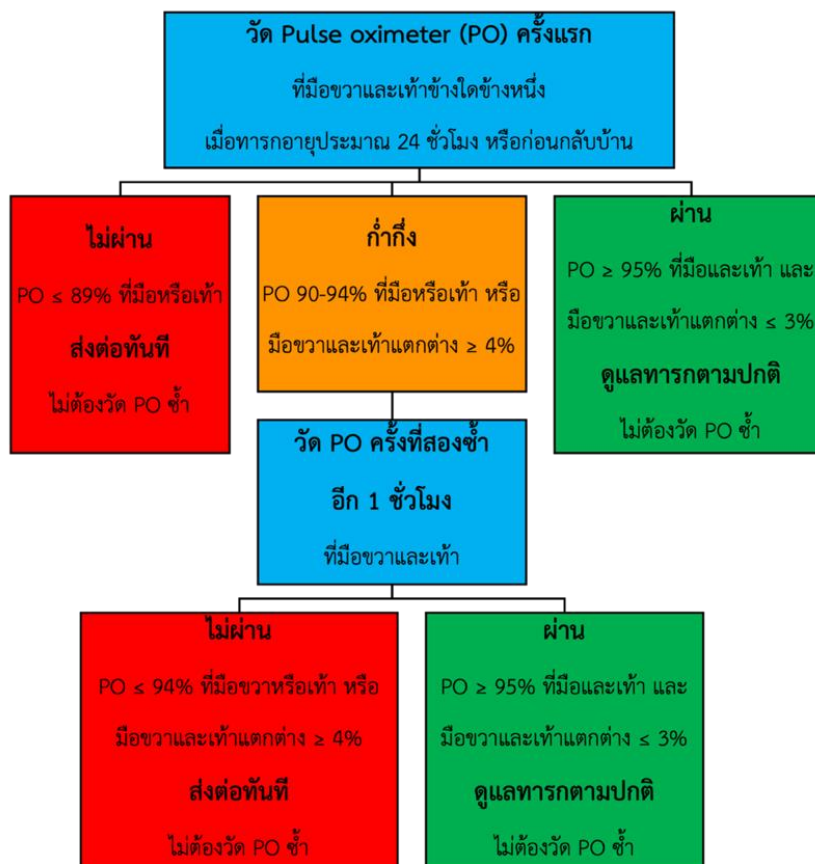 วัด Pulse oximeter (PO) ครั้งแรก
ที่มือขวาและเท้าข้างใดข้างหนึ่ง
เมื่อทารกอายุประมาณ 24 ชั่วโมง หรือก่อนกลับบ้าน
ไม่ผ่าน
PO ≤ 89% ที่มือหรือเท้า
ส่งต่อทันที
ไม่ต้องวัด PO ซ้ำ
ก่ำกึ่ง
PO 90-94% ที่มือหรือเท้า หรือ
มือขวาและเท้าแตกต่าง ≥ 4%
ผ่าน
PO ≥ 95% ที่มือและเท้า และ
มือขวาและเท้าแตกต่าง ≤ 3%
ดูแลทารกตามปกติ
ไม่ต้องวัด PO ซ้ำ
วัด PO ครั้งที่สองซ้ำ
อีก 1 ชั่วโมง
ที่มือขวาและเท้า
ไม่ผ่าน
PO ≤ 94% ที่มือขวาหรือเท้า หรือ
มือขวาและเท้าแตกต่าง ≥ 4%
ส่งต่อทันที
ไม่ต้องวัด PO ซ้ำ
ผ่าน
PO ≥ 95% ที่มือและเท้า และ
มือขวาและเท้าแตกต่าง ≤ 3%
ดูแลทารกตามปกติ
ไม่ต้องวัด PO ซ้ำ